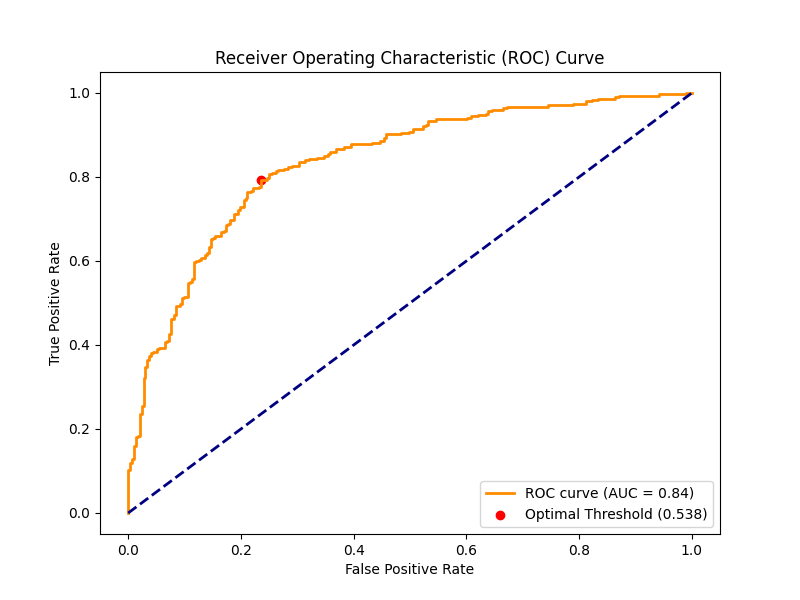 Receiver Operating Characteristic (ROC) Curve
1.0
0.8
0.6
0.4
0.2
0.0
True Positive Rate
0.0 0.2 0.4 0.6 0.8 1.0
False Positive Rate
ROC curve (AUC = 0.84)
Optimal Threshold (0.538)